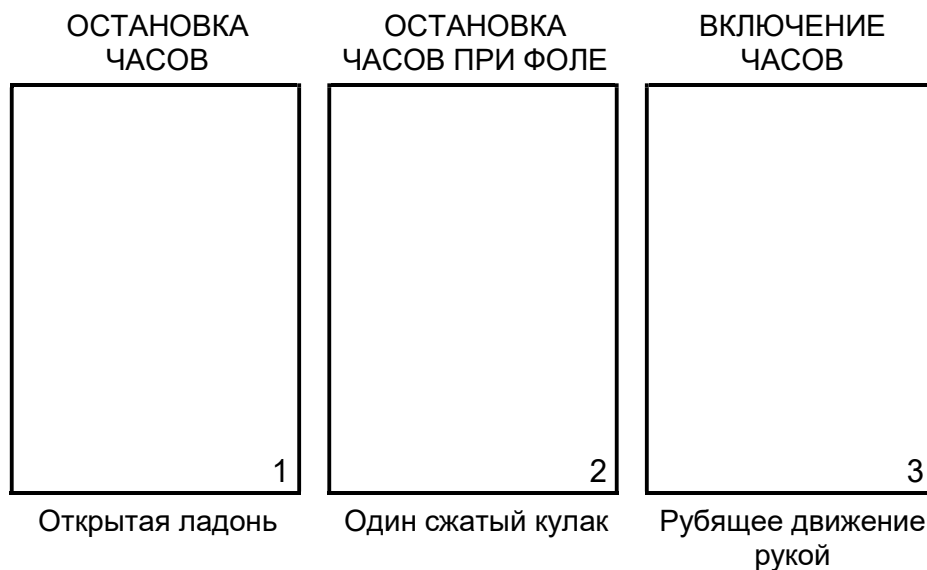 ОСТАНОВКА
ЧАСОВ
ОСТАНОВКА
ЧАСОВ ПРИ ФОЛЕ
ВКЛЮЧЕНИЕ
ЧАСОВ
1
2
3
Открытая ладонь
Один сжатый кулак
Рубящее движение
рукой